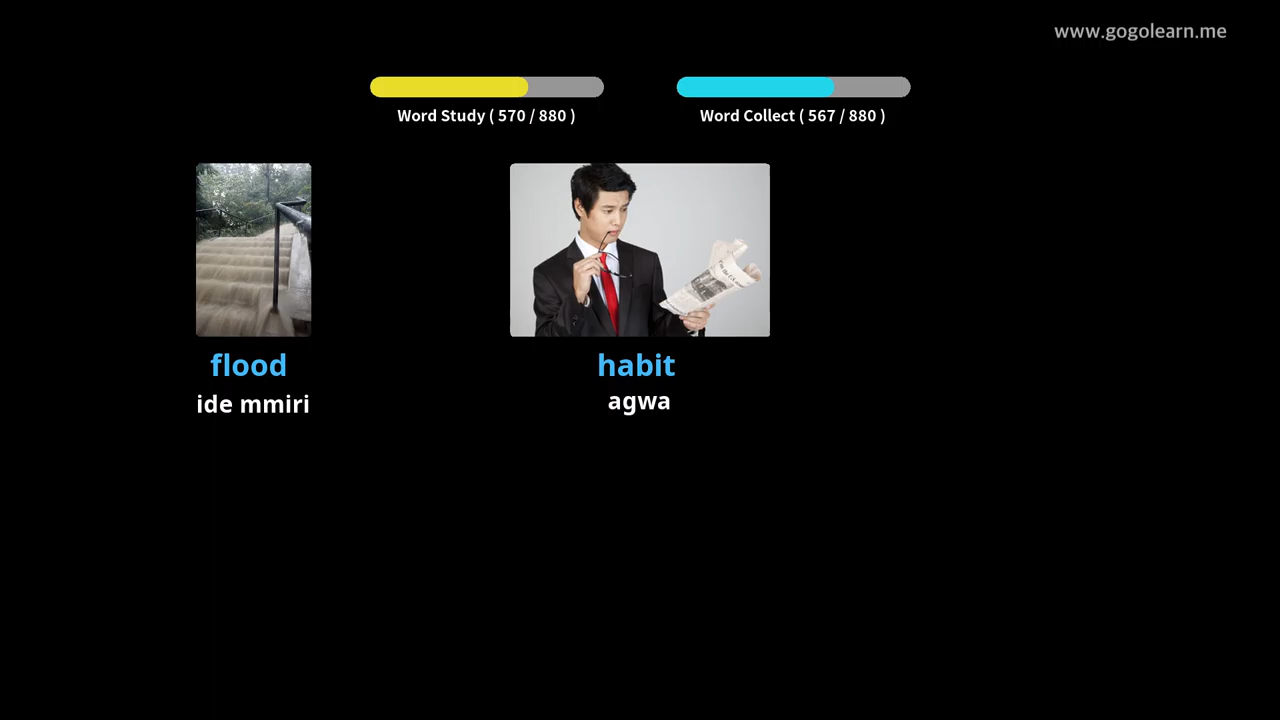 www.gogolearn.me
Word Study ( 570 / 880 )
Word Collect ( 567 / 880 )
flood
ide mmiri
habit
agwa